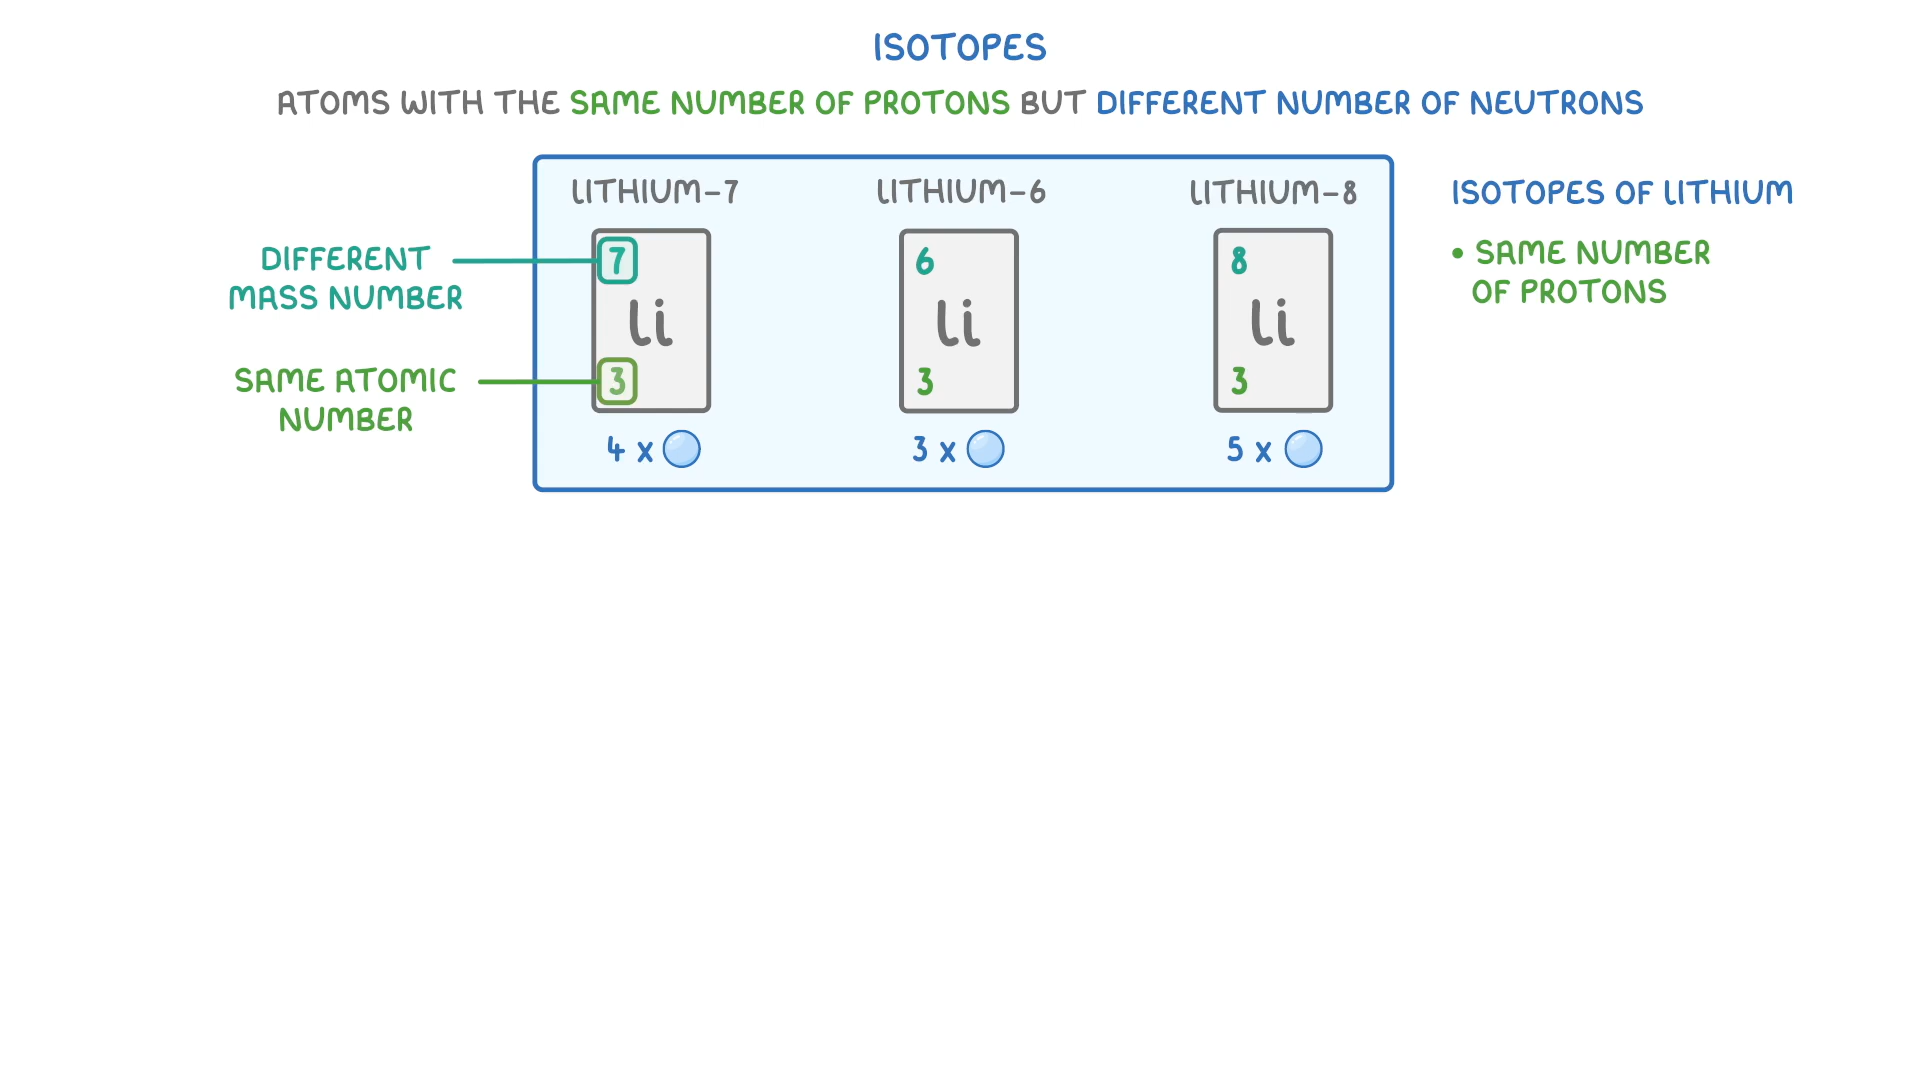 ISOTOPES
ATOMS WITH THE SAME NUMBER OF PROTONS BUT DIFFERENT NUMBER OF NEUTRONS
LITHIUM-7
LITHIUM-6
LITHIUM-8
ISOTOPES OF LITHIUM
• SAME NUMBER
OF PROTONS
DIFFERENT
MASS NUMBER
SAME ATOMIC
NUMBER
7
Li
3
4 x
6
Li
3
3 x
8
Li
3
5 x